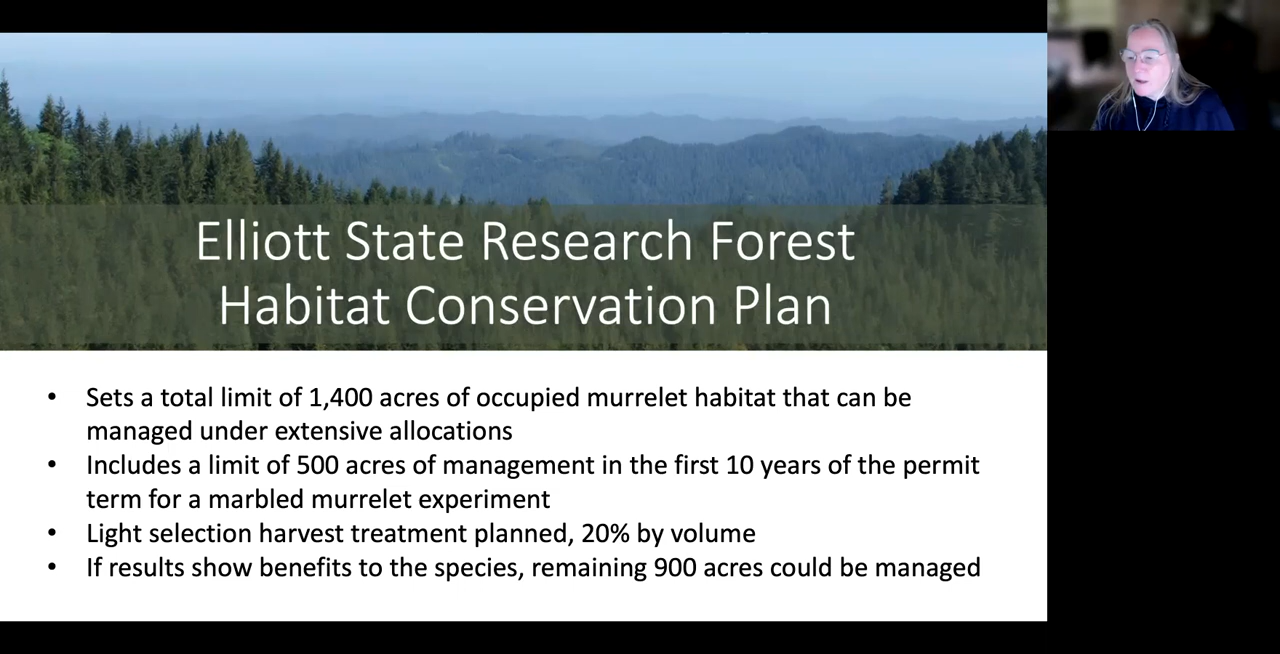 Elliott State Research Forest
Habitat Conservation Plan
• Sets a total limit of 1,400 acres of occupied murrelet habitat that can be
managed under extensive allocations
• Includes a limit of 500 acres of management in the first 10 years of the permit
term for a marbled murrelet experiment
• Light selection harvest treatment planned, 20% by volume
• If results show benefits to the species, remaining 900 acres could be managed